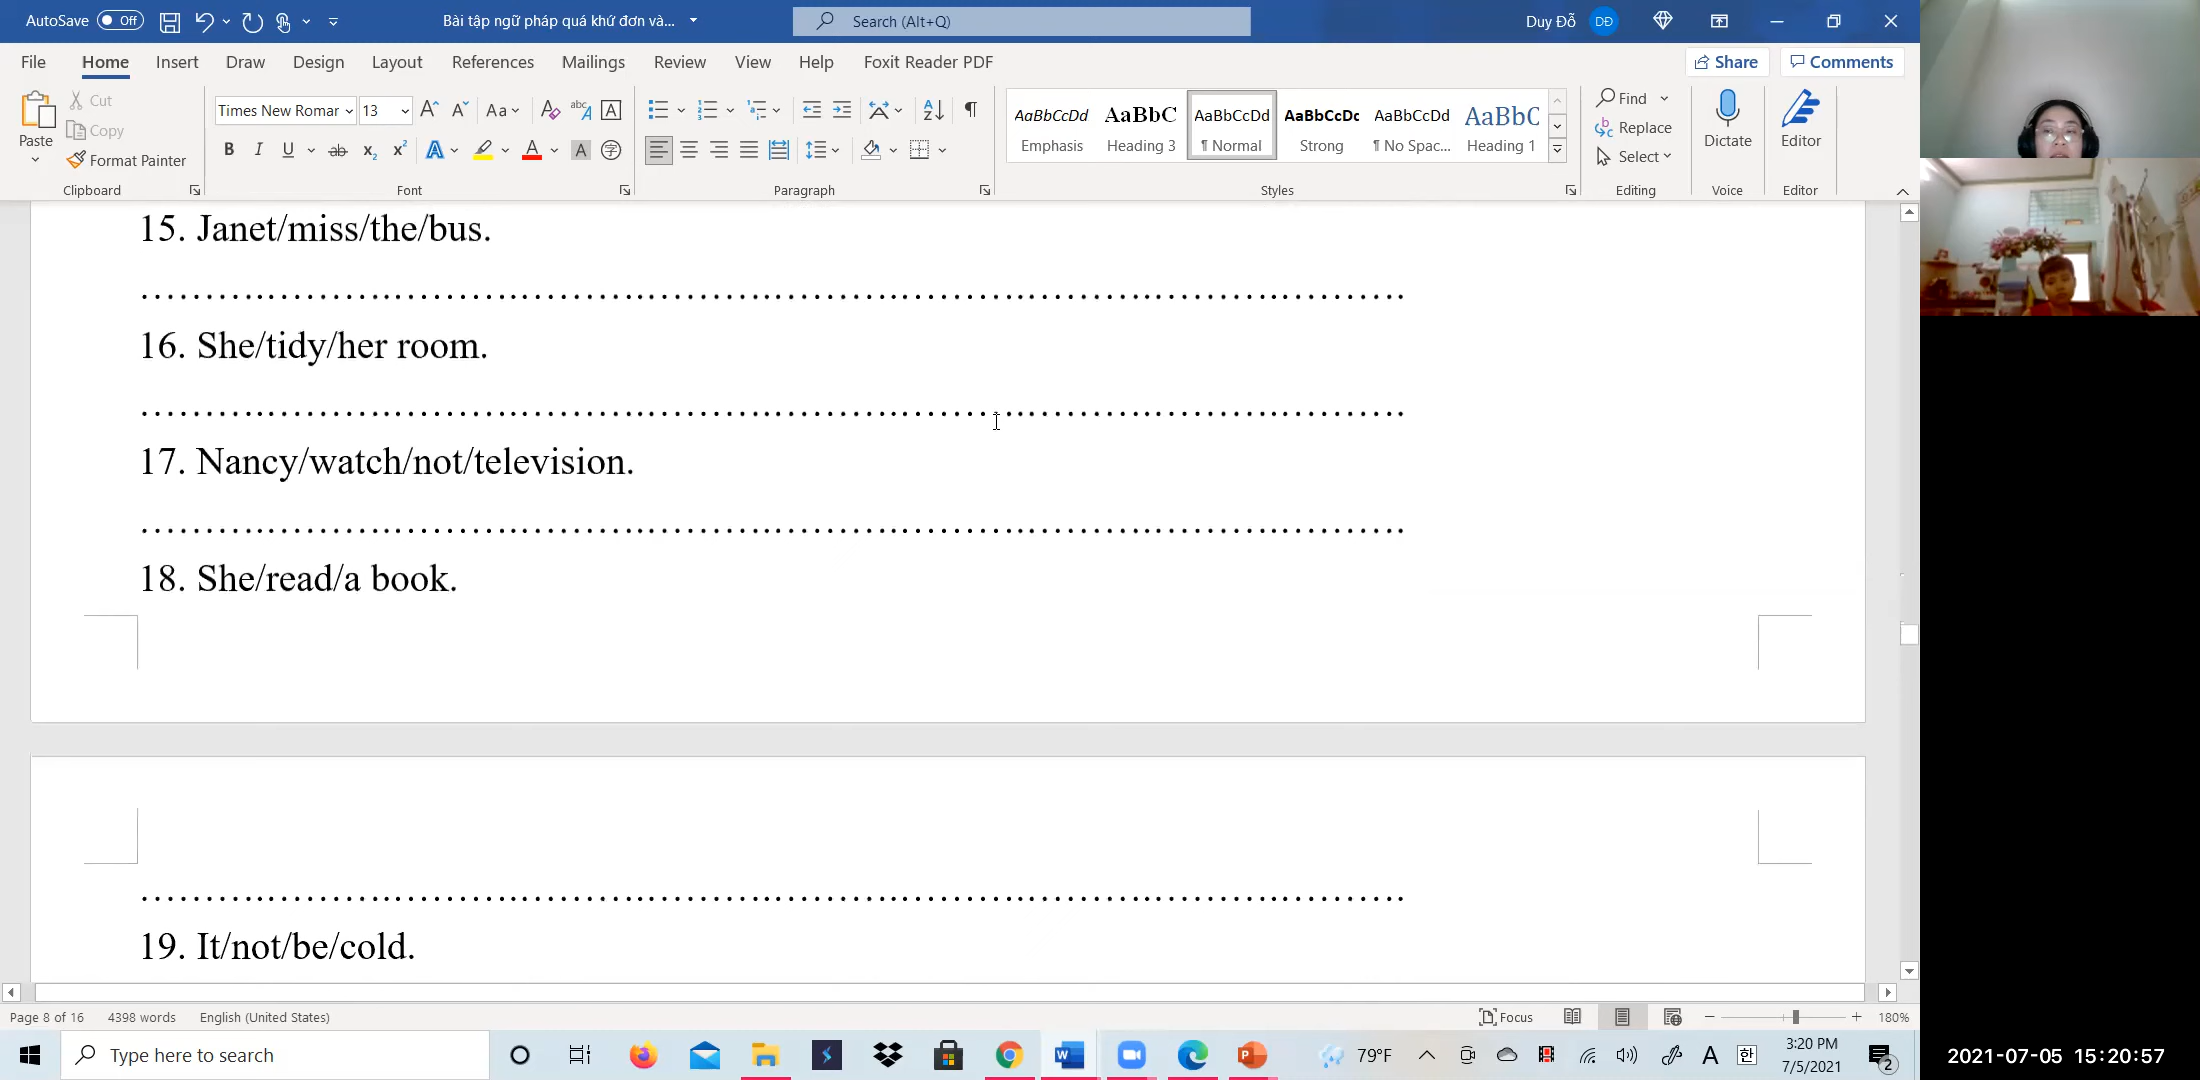 AutoSave Off Bài tập ngữ pháp quá khứ đơn và... Search (Alt+Q) Duy Đỗ DĐ
File Home Insert Draw Design Layout References Mailings Review View Help Foxit Reader PDF Share Comments
Paste Cut Copy Format Painter
Times New Romar 13
AaBbCcDd AaBbC AaBbCcDd AaBbCcDc AaBbCcDd AaBbC
Emphasis Heading 3 ¶ Normal Strong ¶ No Spac... Heading 1
Find Replace Select
Dictate Editor
Clipboard Font Paragraph Styles Editing Voice Editor
15. Janet/miss/the/bus.
…………………………………………………………………………………………
16. She/tidy/her room.
…………………………………………………………………………………………
17. Nancy/watch/not/television.
…………………………………………………………………………………………
18. She/read/a book.
…………………………………………………………………………………………
19. It/not/be/cold.
Page 8 of 16 4398 words English (United States) Focus 180%
Type here to search 79°F A 한 3:20 PM
7/5/2021 2
2021-07-05 15:20:57